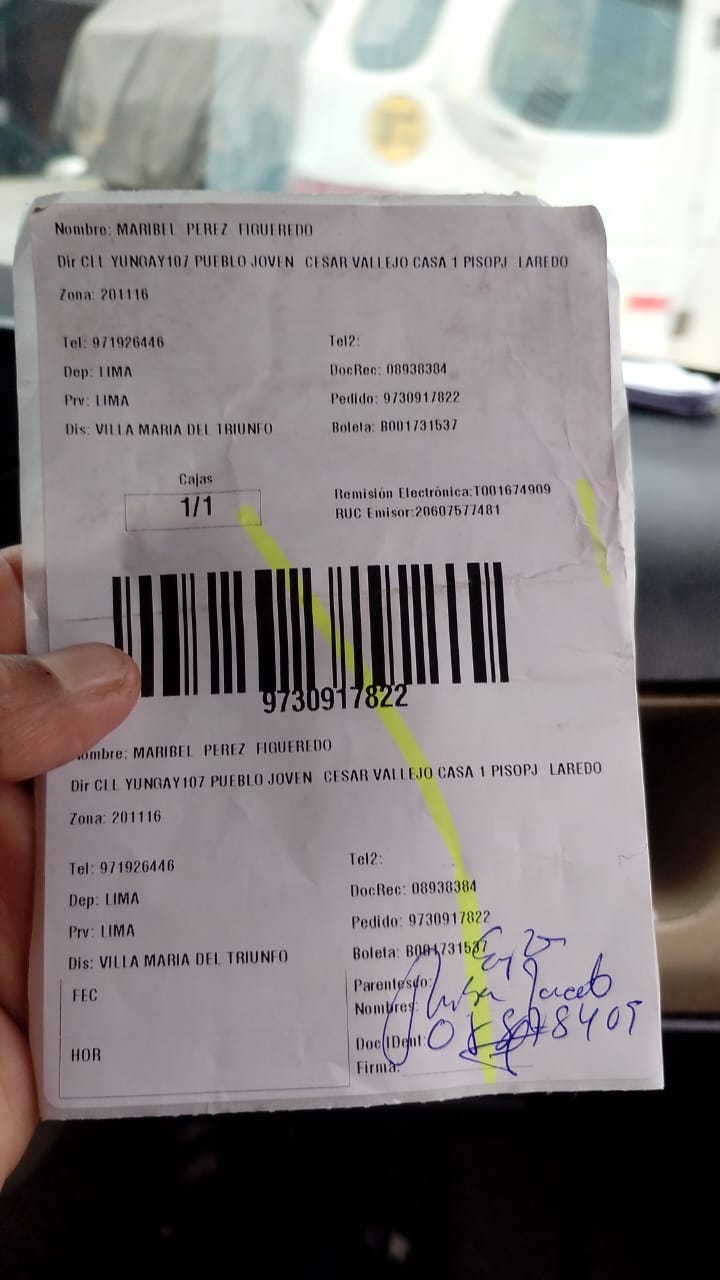 Nombre: MARIBEL PEREZ FIGUEREDO
Dir CLL YUNGAY107 PUEBLO JOVEN CESAR VALLEJO CASA 1 PISOPJ LAREDO
Zona: 201116
Tel: 971926446 Tel2:
Dep: LIMA DocRec: 08938384
Prv: LIMA Pedido: 9730917822
Dis: VILLA MARIA DEL TRIUNFO Boleta: B001731537
Cajas
1/1
Remisión Electrónica:T001674909
RUC Emisor:20607577481
9730917822
ombre: MARIBEL PEREZ FIGUEREDO
Dir CLL YUNGAY107 PUEBLO JOVEN CESAR VALLEJO CASA 1 PISOPJ LAREDO
Zona: 201116
Tel: 971926446 Tel2:
Dep: LIMA DocRec: 08938384
Prv: LIMA Pedido: 9730917822
Dis: VILLA MARIA DEL TRIUNFO Boleta: B001731537
FEC
HOR
Parentesco:
Nombres:
Doc IDent:
Firma: